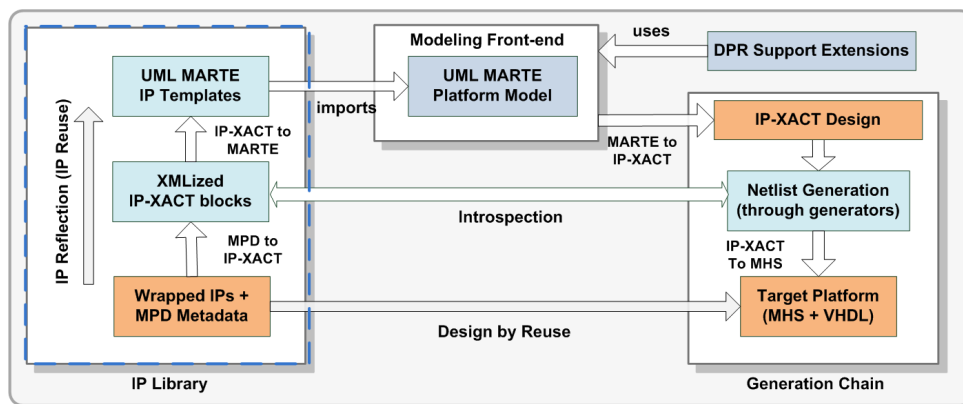 IP Reflection (IP Reuse)
UML MARTE
IP Templates
IP-XACT to
MARTE
XMLized
IP-XACT blocks
MPD to
IP-XACT
Wrapped IPs +
MPD Metadata
IP Library
imports
Modeling Front-end
UML MARTE
Platform Model
uses
DPR Support Extensions
MARTE to
IP-XACT
IP-XACT Design
Introspection
Netlist Generation
(through generators)
IP-XACT
To MHS
Design by Reuse
Target Platform
(MHS + VHDL)
Generation Chain